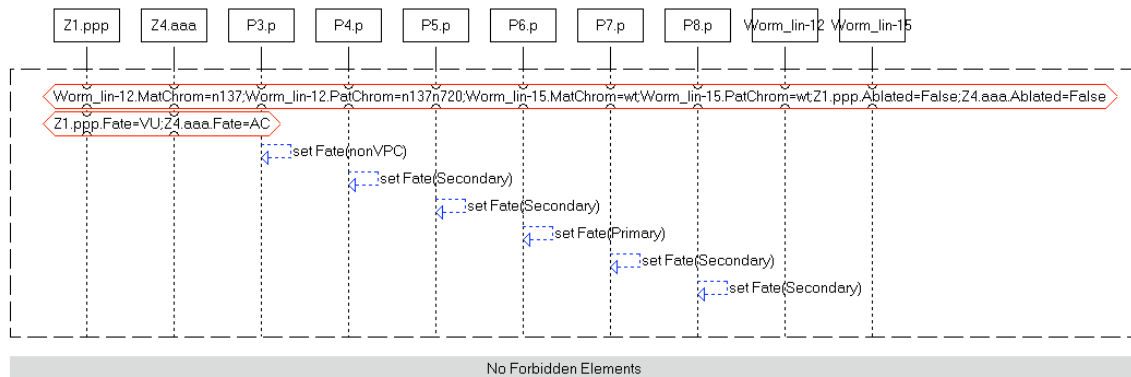 Z1.ppp Z4.aaa P3.p P4.p P5.p P6.p P7.p P8.p Worm_lin-12 Worm_lin-15
Worm_lin-12.MatChrom=n137;Worm_lin-12.PatChrom=n137n720;Worm_lin-15.MatChrom=wt;Worm_lin-15.PatChrom=wt;Z1.ppp.Ablated=False;Z4.aaa.Ablated=False
Z1.ppp.Fate=VU;Z4.aaa.Fate=AC
set Fate(nonVPC)
set Fate(Secondary)
set Fate(Secondary)
set Fate(Primary)
set Fate(Secondary)
set Fate(Secondary)
No Forbidden Elements